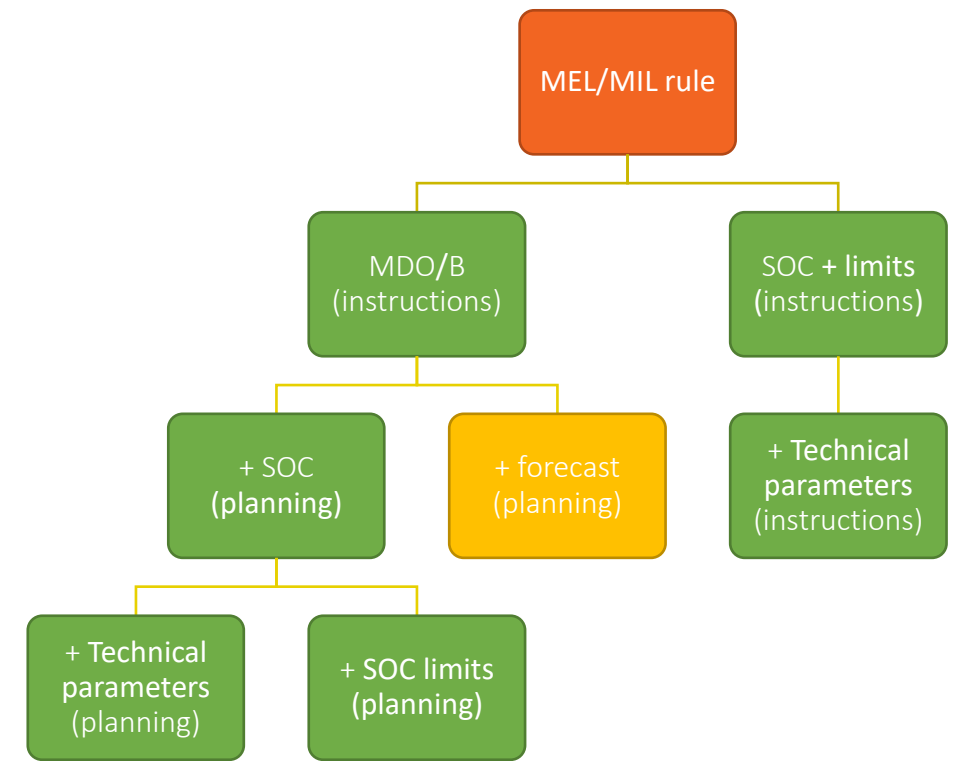 MEL/MIL rule
MDO/B
(instructions)
SOC + limits
(instructions)
+ SOC
(planning)
+ forecast
(planning)
+ Technical
parameters
(instructions)
+ Technical
parameters
(planning)
+ SOC limits
(planning)